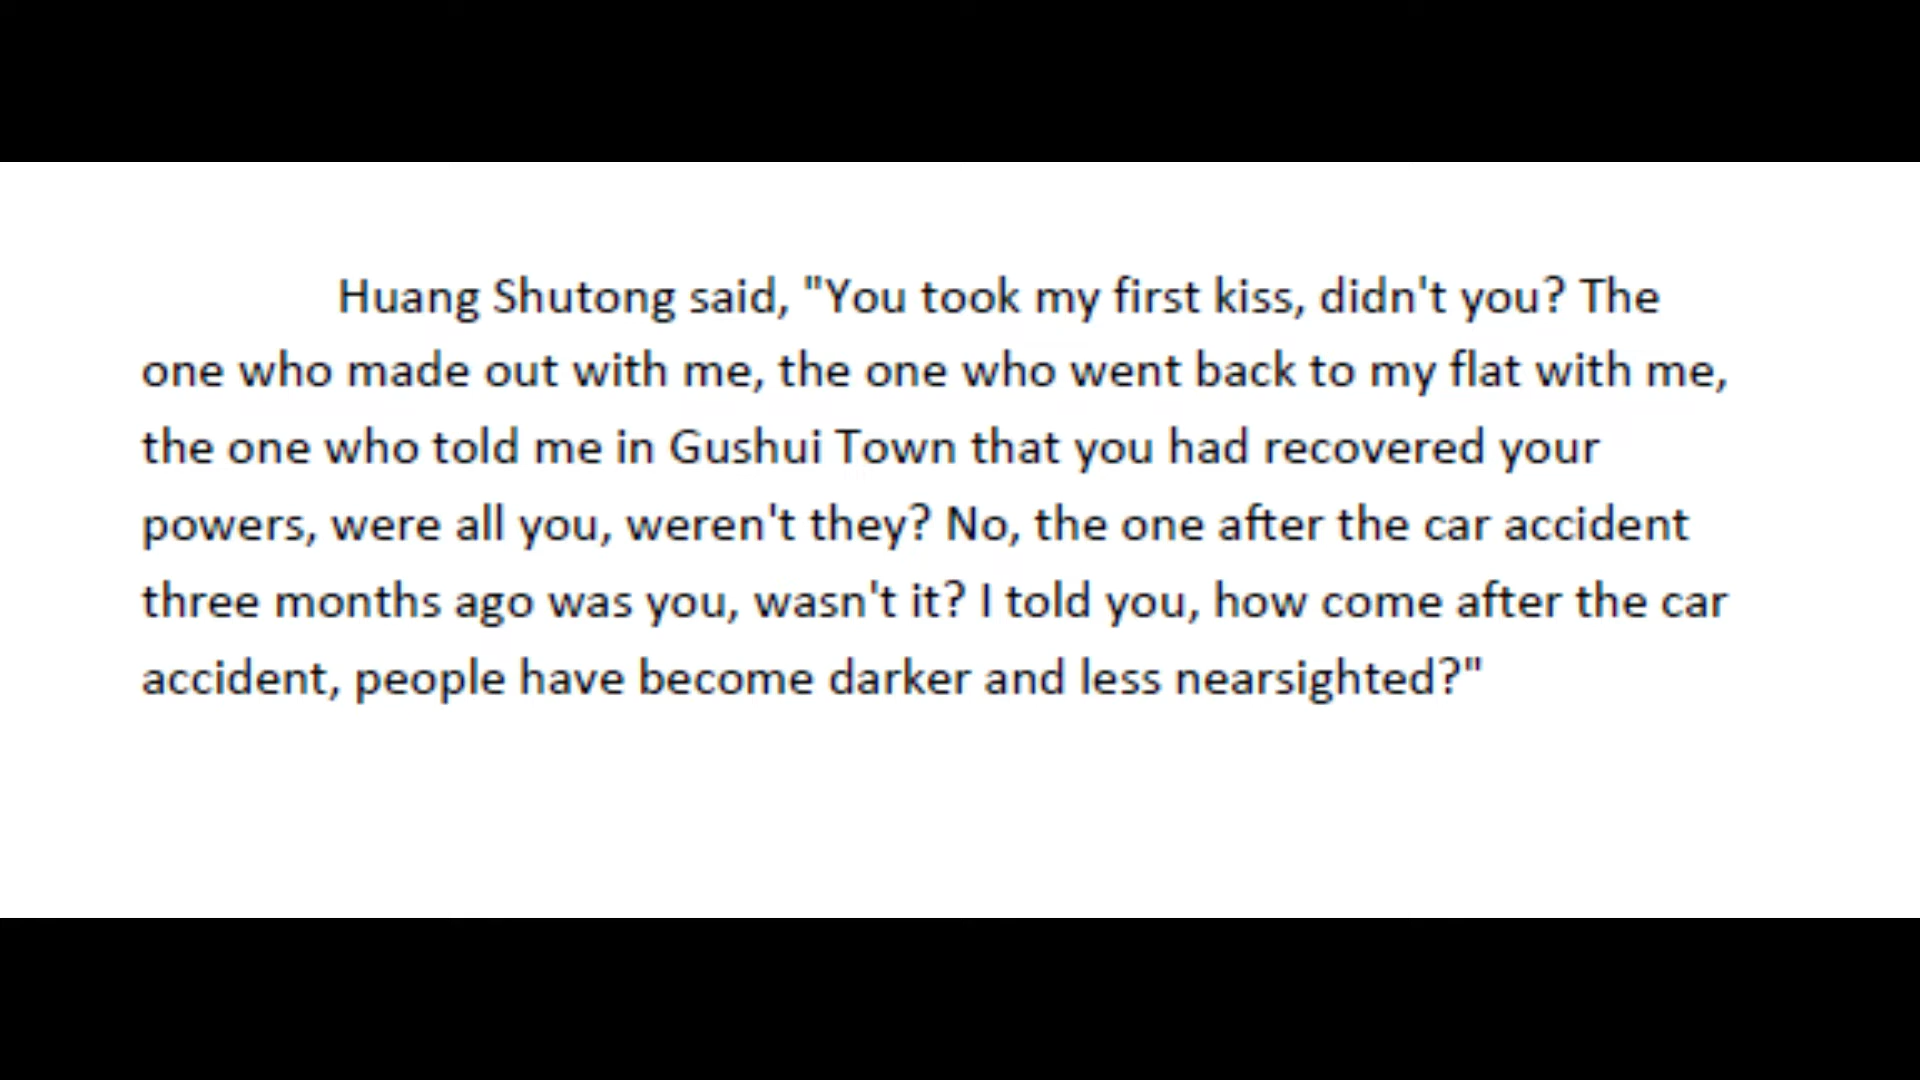 Huang Shutong said, "You took my first kiss, didn't you? The
one who made out with me, the one who went back to my flat with me,
the one who told me in Gushui Town that you had recovered your
powers, were all you, weren't they? No, the one after the car accident
three months ago was you, wasn't it? I told you, how come after the car
accident, people have become darker and less nearsighted?"